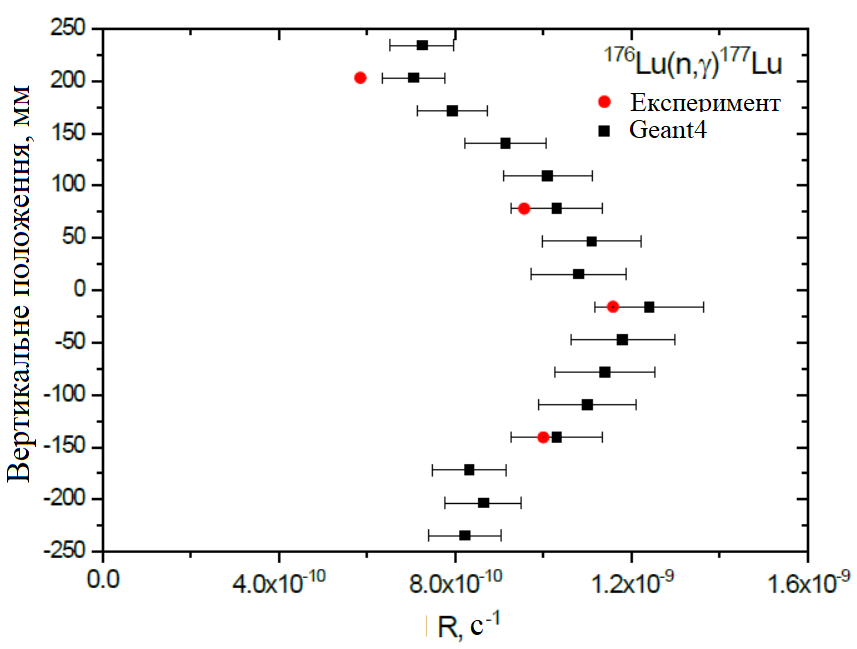 250
200
150
100
50
0
-50
-100
-150
-200
-250
Вертикальне положення, мм
¹⁷⁶Lu(n,γ)¹⁷⁷Lu
Експеримент
Geant4
0.0
4.0x10⁻¹⁰
8.0x10⁻¹⁰
1.2x10⁻⁹
1.6x10⁻⁹
R, с⁻¹